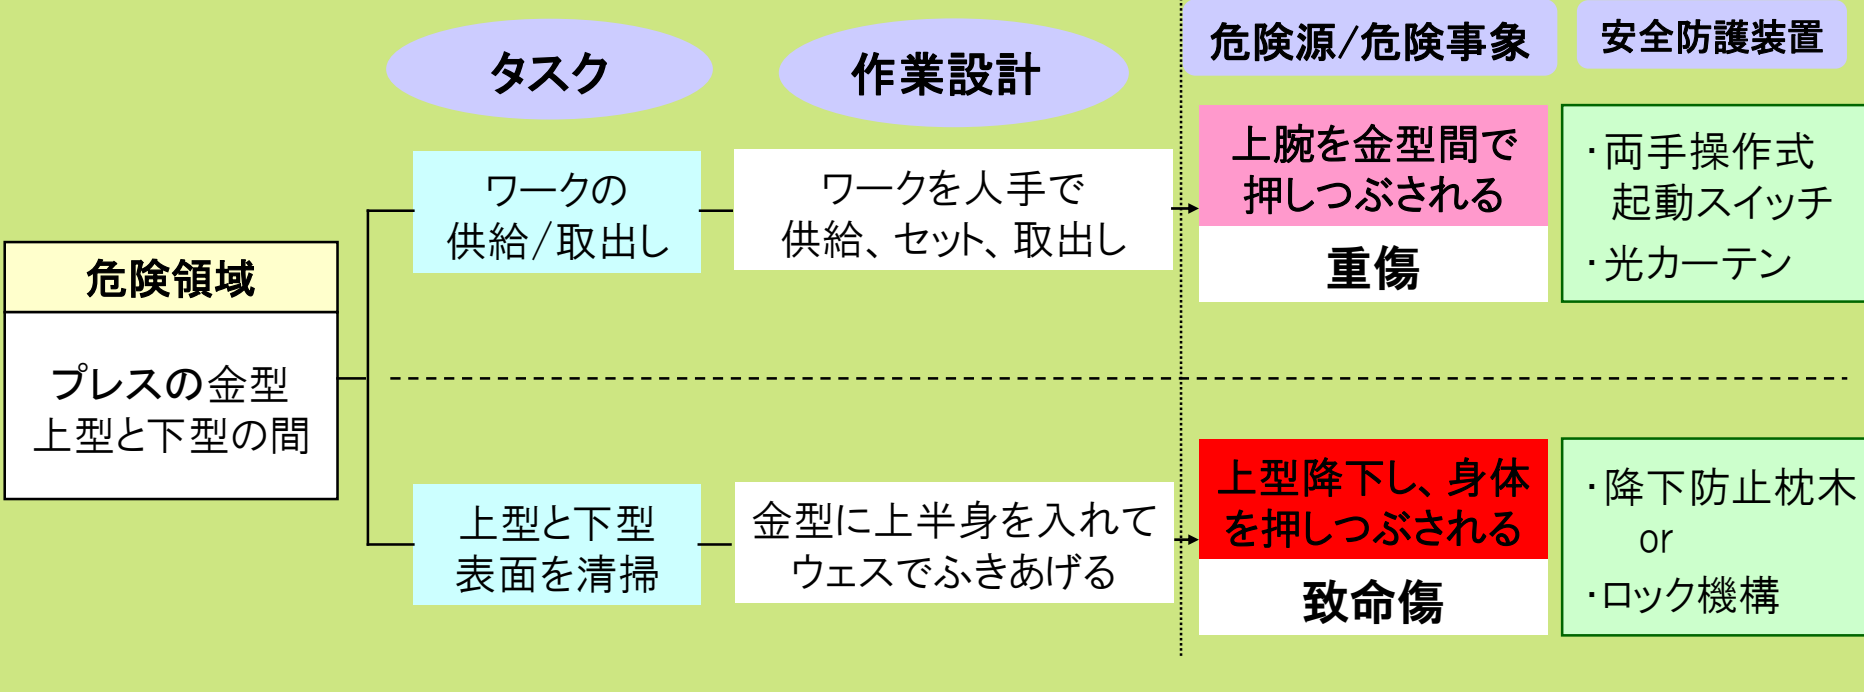 タスク
作業設計
危険源/危険事象
安全防護装置
危険領域
プレスの金型
上型と下型の間
ワークの
供給/取出し
ワークを人手で
供給、セット、取出し
上腕を金型間で
押しつぶされる
重傷
・両手操作式
起動スイッチ
・光カーテン
上型と下型
表面を清掃
金型に上半身を入れて
ウェスでふきあげる
上型降下し、身体
を押しつぶされる
致命傷
・降下防止枕木
or
・ロック機構